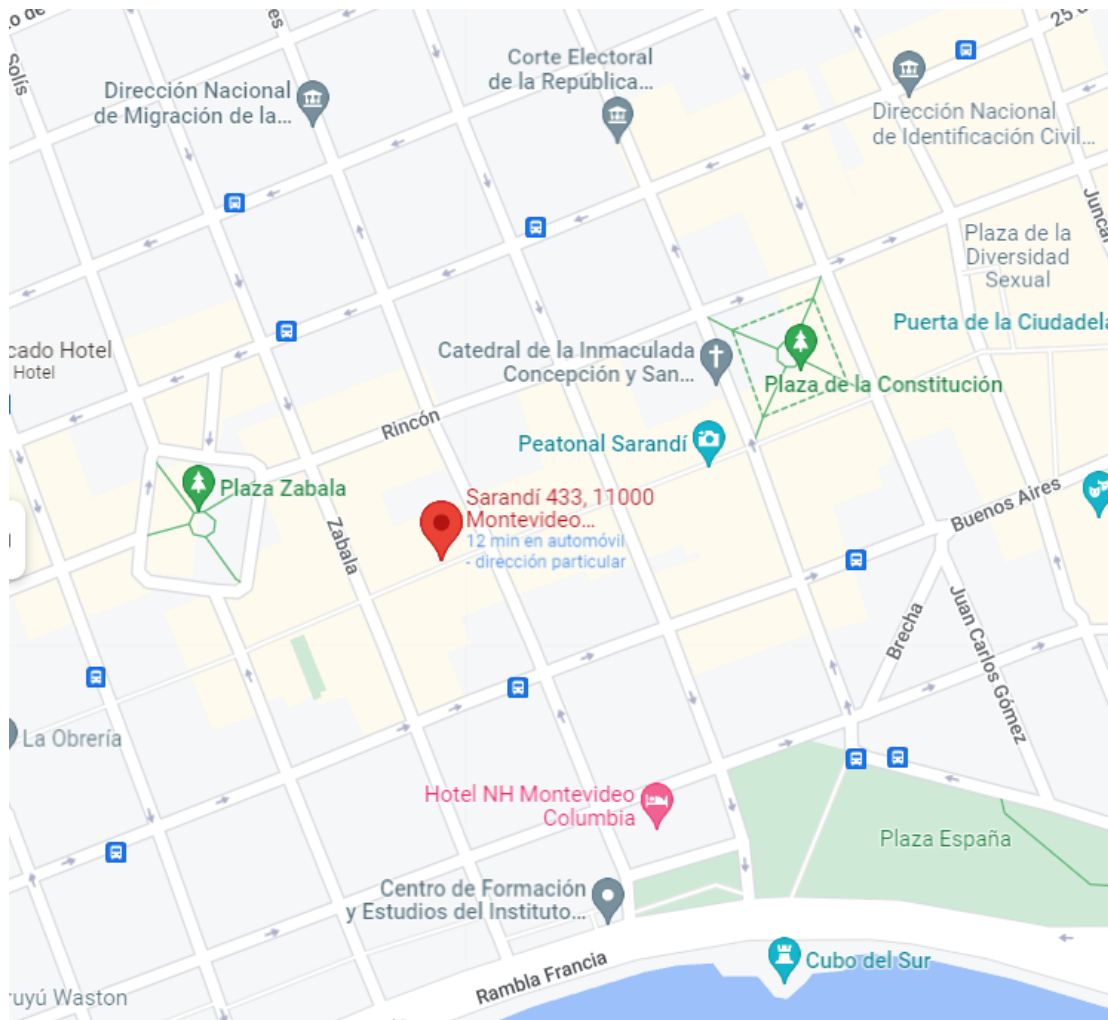 25
Solís
Corte Electoral
de la República...
Dirección Nacional
de Migración de la...
Dirección Nacional
de Identificación Civil...
Plaza de la
Diversidad
Sexual
Puerta de la Ciudadela
Catedral de la Inmaculada
Concepción y San...
Hotel
Hotel
Plaza de la Constitución
Rincón
Peatonal Sarandí
Plaza Zabala
Sarandí 433, 11000
Montevideo...
12 min en automóvil
- dirección particular
Buenos Aires
Zabala
Brecha
Juan Carlos Gómez
La Obrería
Hotel NH Montevideo
Columbia
Plaza España
Centro de Formación
y Estudios del Instituto...
Cubo del Sur
Rambla Francia
Waston